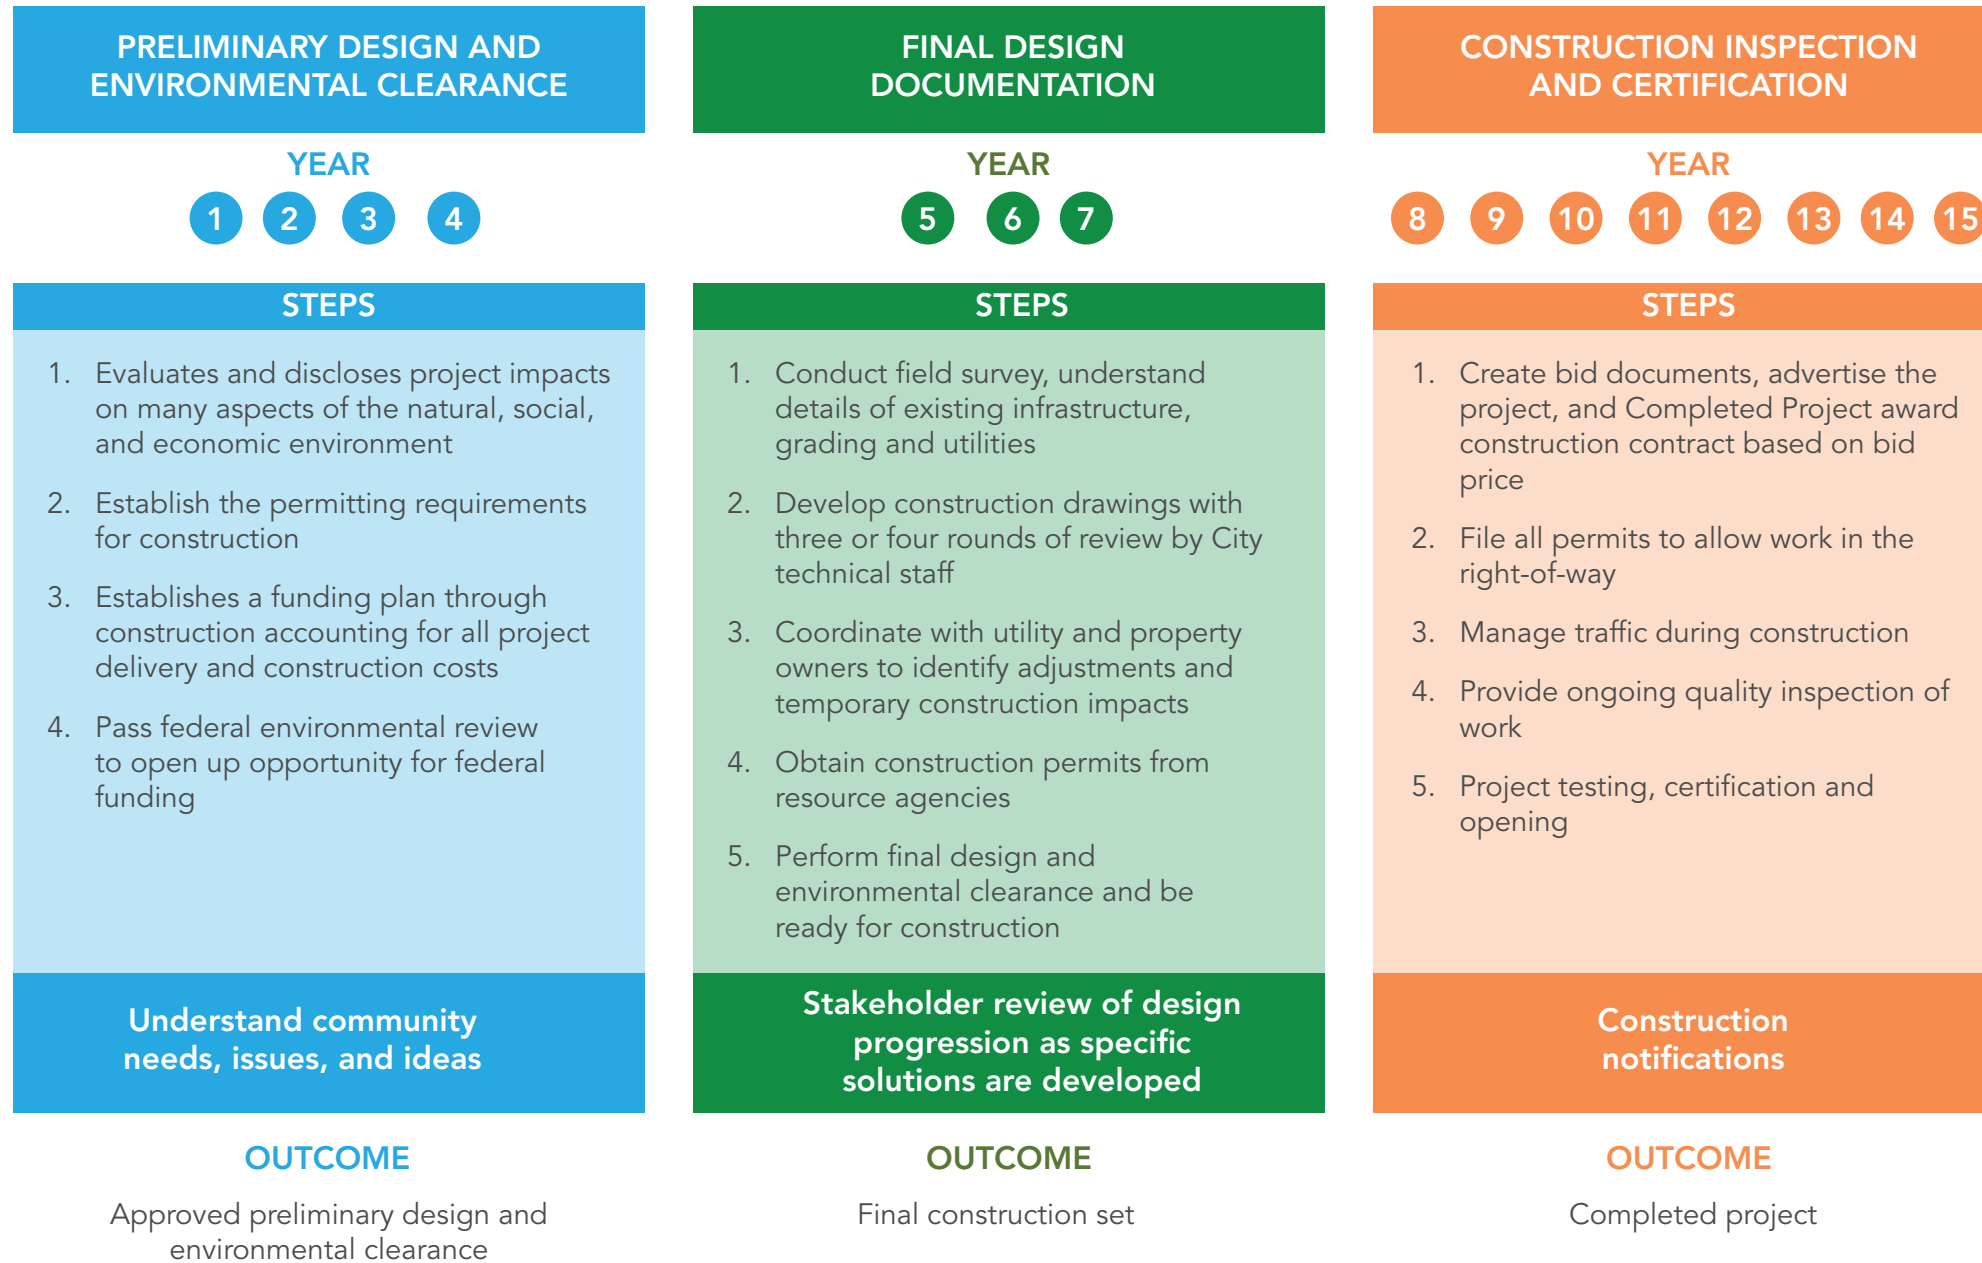 PRELIMINARY DESIGN AND
ENVIRONMENTAL CLEARANCE
YEAR
1 2 3 4
STEPS
1. Evaluates and discloses project impacts
on many aspects of the natural, social,
and economic environment
2. Establish the permitting requirements
for construction
3. Establishes a funding plan through
construction accounting for all project
delivery and construction costs
4. Pass federal environmental review
to open up opportunity for federal
funding
Understand community
needs, issues, and ideas
OUTCOME
Approved preliminary design and
environmental clearance
FINAL DESIGN
DOCUMENTATION
YEAR
5 6 7
STEPS
1. Conduct field survey, understand
details of existing infrastructure,
grading and utilities
2. Develop construction drawings with
three or four rounds of review by City
technical staff
3. Coordinate with utility and property
owners to identify adjustments and
temporary construction impacts
4. Obtain construction permits from
resource agencies
5. Perform final design and
environmental clearance and be
ready for construction
Stakeholder review of design
progression as specific
solutions are developed
OUTCOME
Final construction set
CONSTRUCTION INSPECTION
AND CERTIFICATION
YEAR
8 9 10 11 12 13 14 15
STEPS
1. Create bid documents, advertise the
project, and Completed Project award
construction contract based on bid
price
2. File all permits to allow work in the
right-of-way
3. Manage traffic during construction
4. Provide ongoing quality inspection of
work
5. Project testing, certification and
opening
Construction
notifications
OUTCOME
Completed project